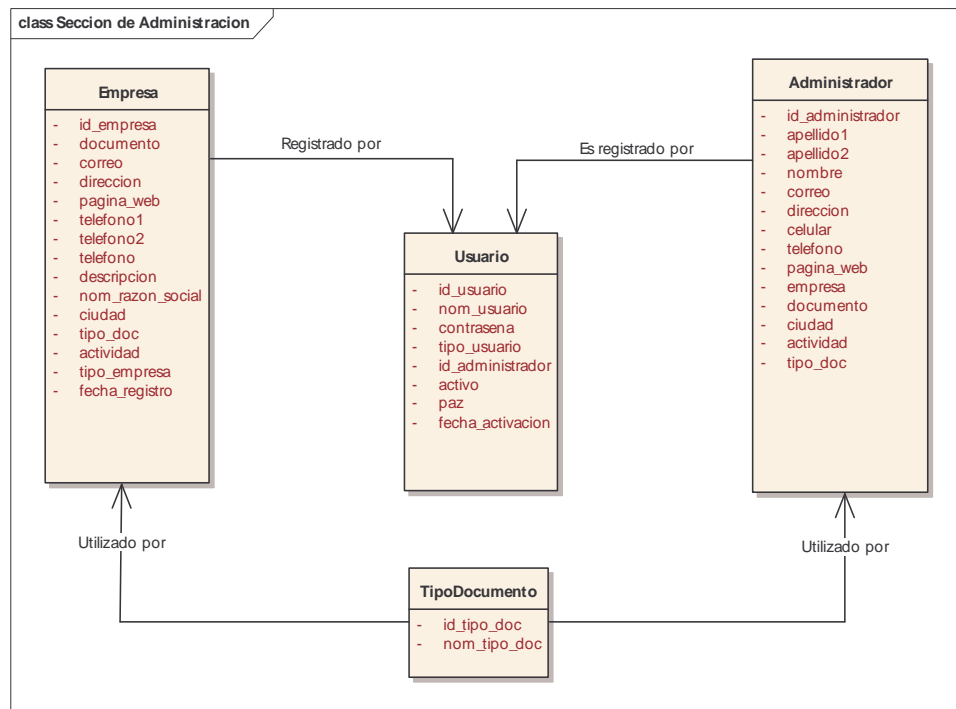 class Seccion de Administracion
Empresa
- id_empresa
- documento
- correo
- direccion
- pagina_web
- telefono1
- telefono2
- telefono
- descripcion
- nom_razon_social
- ciudad
- tipo_doc
- actividad
- tipo_empresa
- fecha_registro
Registrado por
Es registrado por
Administrador
- id_administrador
- apellido1
- apellido2
- nombre
- correo
- direccion
- celular
- telefono
- pagina_web
- empresa
- documento
- ciudad
- actividad
- tipo_doc
Usuario
- id_usuario
- nom_usuario
- contrasena
- tipo_usuario
- id_administrador
- activo
- paz
- fecha_activacion
Utilizado por
Utilizado por
TipoDocumento
- id_tipo_doc
- nom_tipo_doc